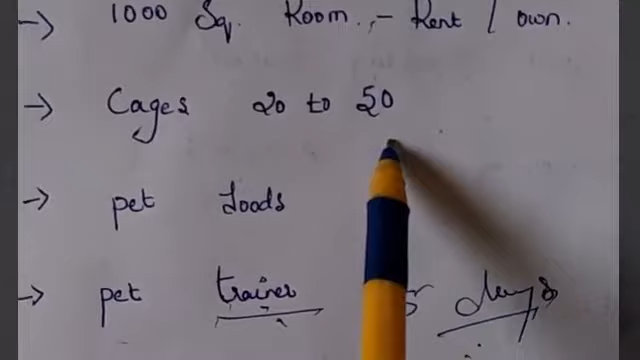 → 1000 Sq. Room. - Rent / own.
→ Cages 20 to 50
→ pet foods
→ pet trainer